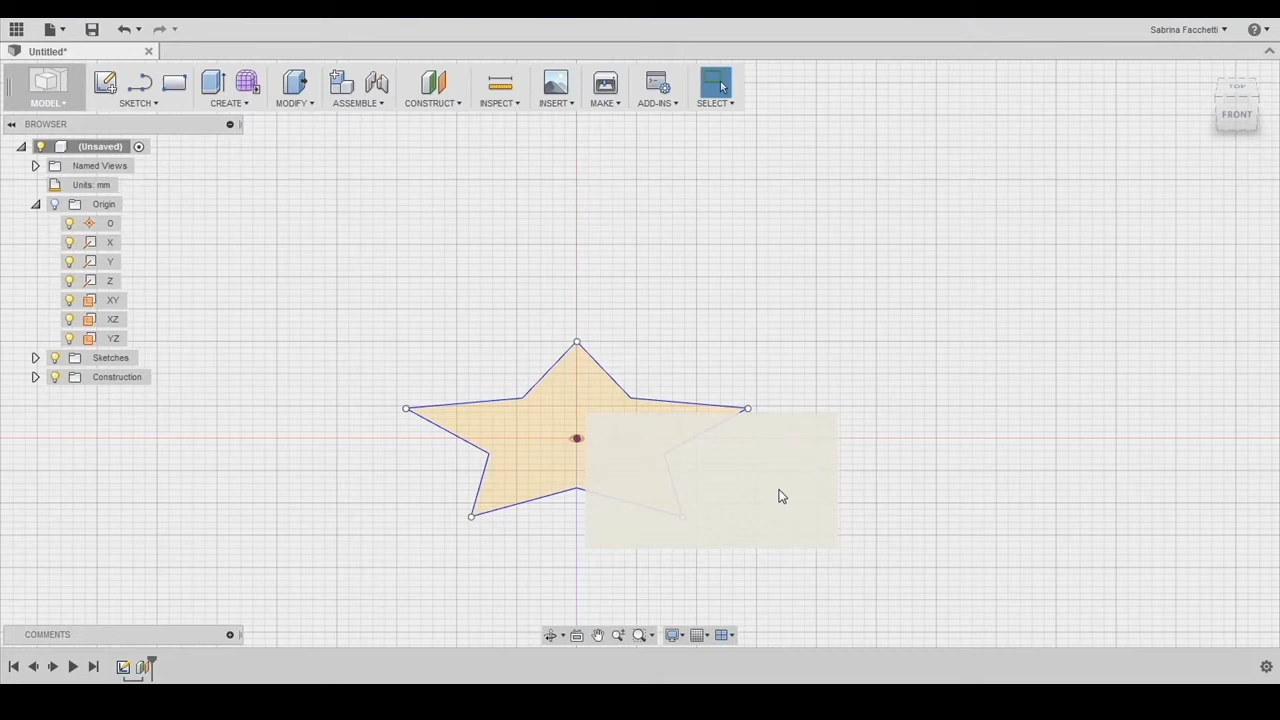 Sabrina Facchetti
Untitled*
MODEL
SKETCH
CREATE
MODIFY
ASSEMBLE
CONSTRUCT
INSPECT
INSERT
MAKE
ADD-INS
SELECT
TOP
FRONT
BROWSER
(Unsaved)
Named Views
Units: mm
Origin
O
X
Y
Z
XY
XZ
YZ
Sketches
Construction
COMMENTS